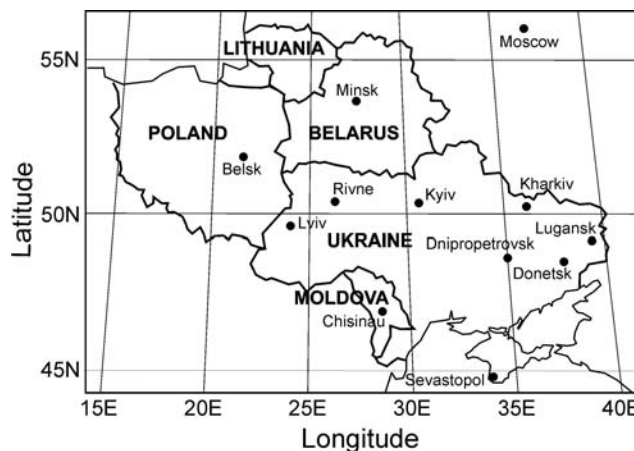 55N
LITHUANIA
Moscow
Minsk
POLAND
BELARUS
Belsk
Rivne
Kyiv
Kharkiv
50N
Lviv
Lugansk
UKRAINE
Dnipropetrovsk
Donetsk
MOLDOVA
Chisinau
45N
Sevastopol
15E 20E 25E 30E 35E 40E
Longitude
Latitude